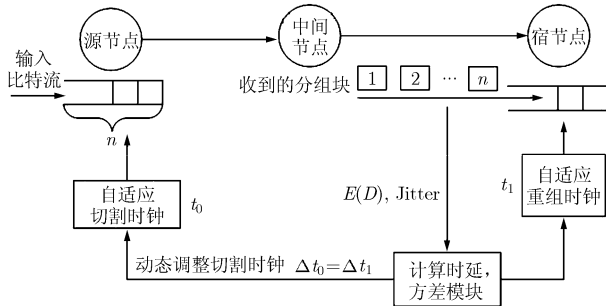 源节点
中间
节点
宿节点
输入
比特流
收到的分组块
1 2 ··· n
n
自适应
切割时钟
t₀
E(D), Jitter
t₁
自适应
重组时钟
动态调整切割时钟 Δt₀=Δt₁
计算时延,
方差模块